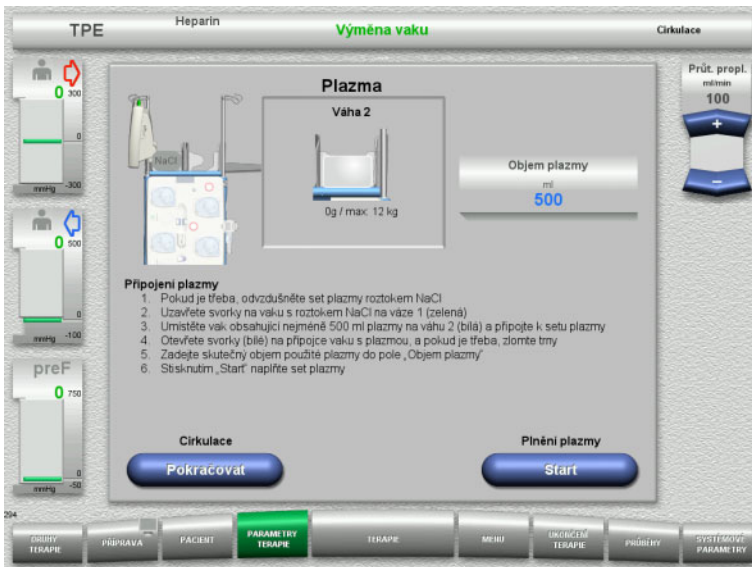 TPE
Heparin
Výměna vaku
Cirkulace
0 300
0
mmHg -300
0 500
0
mmHg -100
preF
0 750
0
mmHg -50
Plazma
NaCl
Váha 2
0g / max: 12 kg
Objem plazmy
ml
500
Průt. propl.
ml/min
100
+
–
Připojení plazmy
1. Pokud je třeba, odvzdušněte set plazmy roztokem NaCl
2. Uzavřete svorky na vaku s roztokem NaCl na váze 1 (zelená)
3. Umístěte vak obsahující nejméně 500 ml plazmy na váhu 2 (bílá) a připojte k setu plazmy
4. Otevřete svorky (bílé) na přípojce vaku s plazmou, a pokud je třeba, zlomte trny
5. Zadejte skutečný objem použité plazmy do pole „Objem plazmy“
6. Stisknutím „Start“ naplňte set plazmy
Cirkulace
Pokračovat
Plnění plazmy
Start
294
DRUHY
TERAPIE
PŘÍPRAVA
PACIENT
PARAMETRY
TERAPIE
TERAPIE
MENU
UKONČENÍ
TERAPIE
PRŮBĚHY
SYSTÉMOVÉ
PARAMETRY